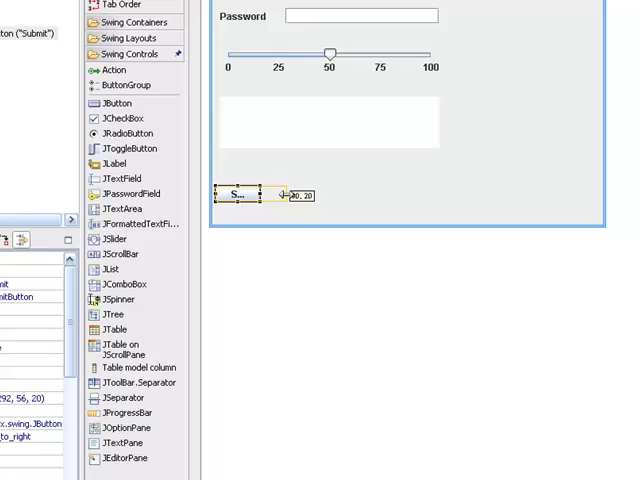 Tab Order
Password
tton ("Submit")
Swing Containers
Swing Layouts
Swing Controls
0 25 50 75 100
Action
ButtonGroup
JButton
JCheckBox
JRadioButton
JToggleButton
JLabel
JTextField
JPasswordField
S...
JTextArea
JFormattedTextFi...
JSlider
JScrollBar
JList
JComboBox
mit
mitButton
JSpinner
JTree
JTable
JTable on
JScrollPane
Table model column
JToolBar.Separator
292, 56, 20)
JSeparator
JProgressBar
x.swing.JButton
JOptionPane
_to_right
JTextPane
JEditorPane